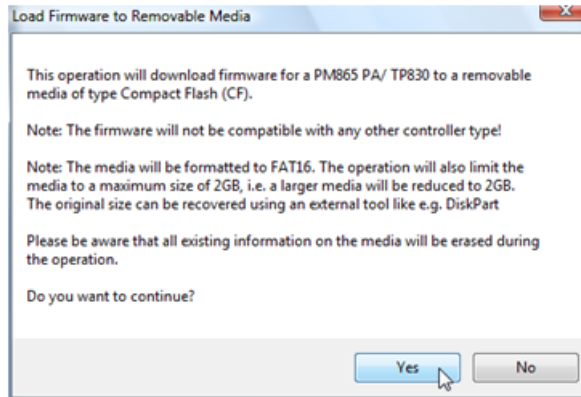 Load Firmware to Removable Media
This operation will download firmware for a PM865 PA/ TP830 to a removable
media of type Compact Flash (CF).
Note: The firmware will not be compatible with any other controller type!
Note: The media will be formatted to FAT16. The operation will also limit the
media to a maximum size of 2GB, i.e. a larger media will be reduced to 2GB.
The original size can be recovered using an external tool like e.g. DiskPart
Please be aware that all existing information on the media will be erased during
the operation.
Do you want to continue?
Yes
No